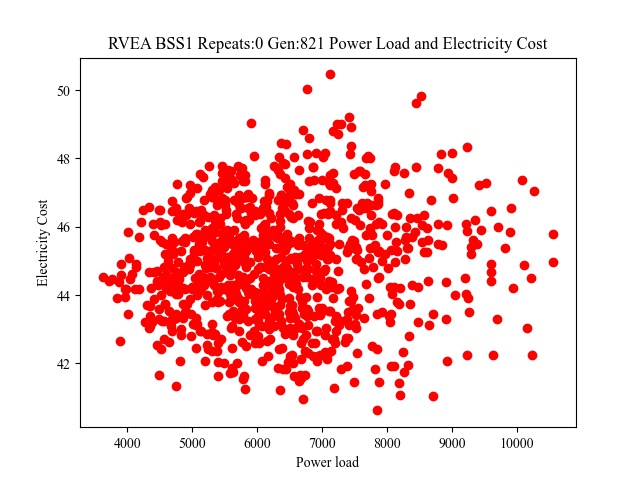 RVEA BSS1 Repeats:0 Gen:821 Power Load and Electricity Cost
50
48
46
44
42
Electricity Cost
4000 5000 6000 7000 8000 9000 10000
Power load